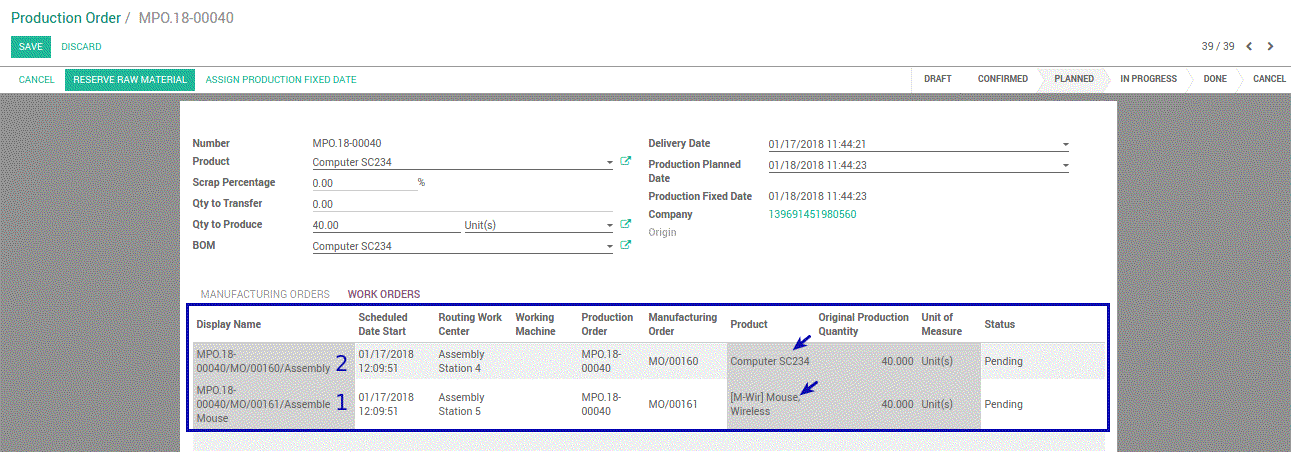 Production Order / MPO.18-00040
SAVE DISCARD 39 / 39
CANCEL RESERVE RAW MATERIAL ASSIGN PRODUCTION FIXED DATE DRAFT CONFIRMED PLANNED IN PROGRESS DONE CANCEL
Number MPO.18-00040
Product Computer SC234
Scrap Percentage 0.00 %
Qty to Transfer 0.00
Qty to Produce 40.00 Unit(s)
BOM Computer SC234
Delivery Date 01/17/2018 11:44:21
Production Planned 01/18/2018 11:44:23
Date
Production Fixed Date 01/18/2018 11:44:23
Company 139691451980560
Origin
MANUFACTURING ORDERS WORK ORDERS
Display Name Scheduled Routing Work Working Production Manufacturing Product Original Production Unit of Status
Date Start Center Machine Order Order Quantity Measure
MPO.18- 01/17/2018 Assembly MPO.18- MO/00160 Computer SC234 40.000 Unit(s) Pending
00040/MO/00160/Assembly 2 12:09:51 Station 4 00040
MPO.18-
00040/MO/00161/Assemble 1 01/17/2018 Assembly MPO.18- MO/00161 [M-Wir] Mouse, 40.000 Unit(s) Pending
Mouse 12:09:51 Station 5 00040 Wireless